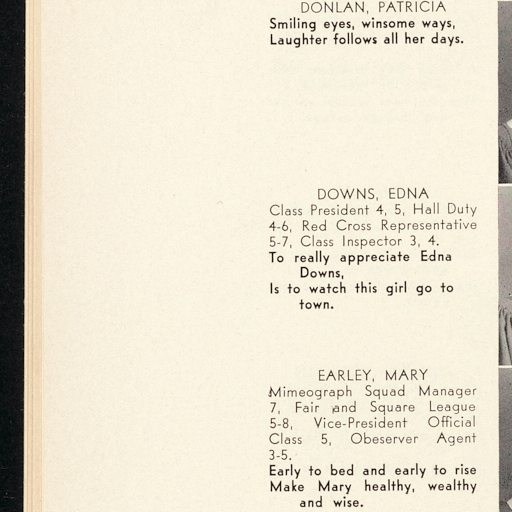 DONLAN, PATRICIA
Smiling eyes, winsome ways,
Laughter follows all her days.
DOWNS, EDNA
Class President 4, 5, Hall Duty
4-6, Red Cross Representative
5-7, Class Inspector 3, 4.
To really appreciate Edna
Downs,
Is to watch this girl go to
town.
EARLEY, MARY
Mimeograph Squad Manager
7, Fair and Square League
5-8, Vice-President Official
Class 5, Obeserver Agent
3-5.
Early to bed and early to rise
Make Mary healthy, wealthy
and wise.